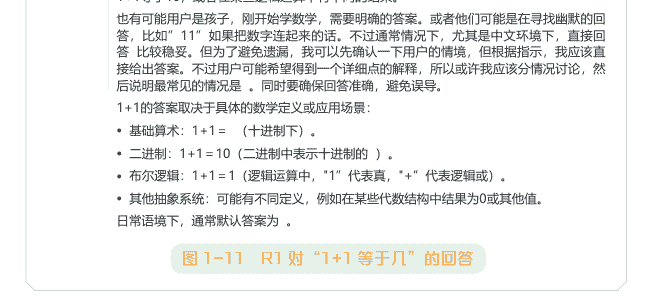 也有可能用户是孩子，刚开始学数学，需要明确的答案。或者他们可能是在寻找幽默的回
答，比如”11”如果把数字连起来的话。不过通常情况下，尤其是中文环境下，直接回
答 比较稳妥。但为了避免遗漏，我可以先确认一下用户的情境，但根据指示，我应该直
接给出答案。不过用户可能希望得到一个详细点的解释，所以或许我应该分情况讨论，然
后说明最常见的情况是 。同时要确保回答准确，避免误导。
1+1的答案取决于具体的数学定义或应用场景：
• 基础算术：1+1＝ （十进制下）。
• 二进制：1+1＝10（二进制中表示十进制的 ）。
• 布尔逻辑：1+1＝1（逻辑运算中，"1”代表真，"+”代表逻辑或）。
• 其他抽象系统：可能有不同定义，例如在某些代数结构中结果为0或其他值。
日常语境下，通常默认答案为 。
图 1-11 R1 对“1+1 等于几”的回答